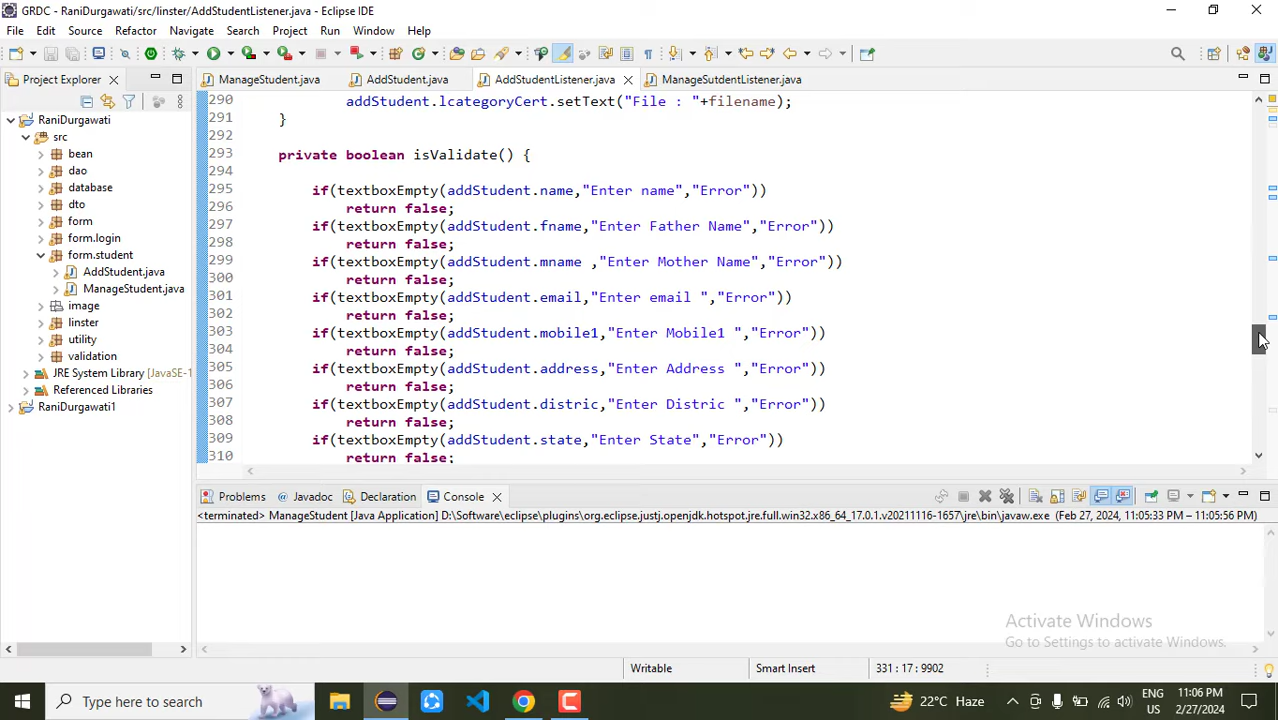 GRDC - RaniDurgawati/src/linster/AddStudentListener.java - Eclipse IDE
File Edit Source Refactor Navigate Search Project Run Window Help
Project Explorer
ManageStudent.java AddStudent.java AddStudentListener.java ManageSutdentListener.java
RaniDurgawati
src
bean
dao
database
dto
form
form.login
form.student
AddStudent.java
ManageStudent.java
image
linster
utility
validation
JRE System Library [JavaSE-1
Referenced Libraries
RaniDurgawati1
290 addStudent.lcategoryCert.setText("File : "+filename);
291 }
292
293 private boolean isValidate() {
294
295 if(textboxEmpty(addStudent.name,"Enter name","Error"))
296 return false;
297 if(textboxEmpty(addStudent.fname,"Enter Father Name","Error"))
298 return false;
299 if(textboxEmpty(addStudent.mname ,"Enter Mother Name","Error"))
300 return false;
301 if(textboxEmpty(addStudent.email,"Enter email ","Error"))
302 return false;
303 if(textboxEmpty(addStudent.mobile1,"Enter Mobile1 ","Error"))
304 return false;
305 if(textboxEmpty(addStudent.address,"Enter Address ","Error"))
306 return false;
307 if(textboxEmpty(addStudent.distric,"Enter Distric ","Error"))
308 return false;
309 if(textboxEmpty(addStudent.state,"Enter State","Error"))
310 return false;
Problems Javadoc Declaration Console
<terminated> ManageStudent [Java Application] D:\Software\eclipse\plugins\org.eclipse.justj.openjdk.hotspot.jre.full.win32.x86_64_17.0.1.v20211116-1657\jre\bin\javaw.exe (Feb 27, 2024, 11:05:33 PM – 11:05:56 PM)
Activate Windows
Go to Settings to activate Windows.
Writable Smart Insert 331 : 17 : 9902
Type here to search
22°C Haze
ENG
US
11:06 PM
2/27/2024